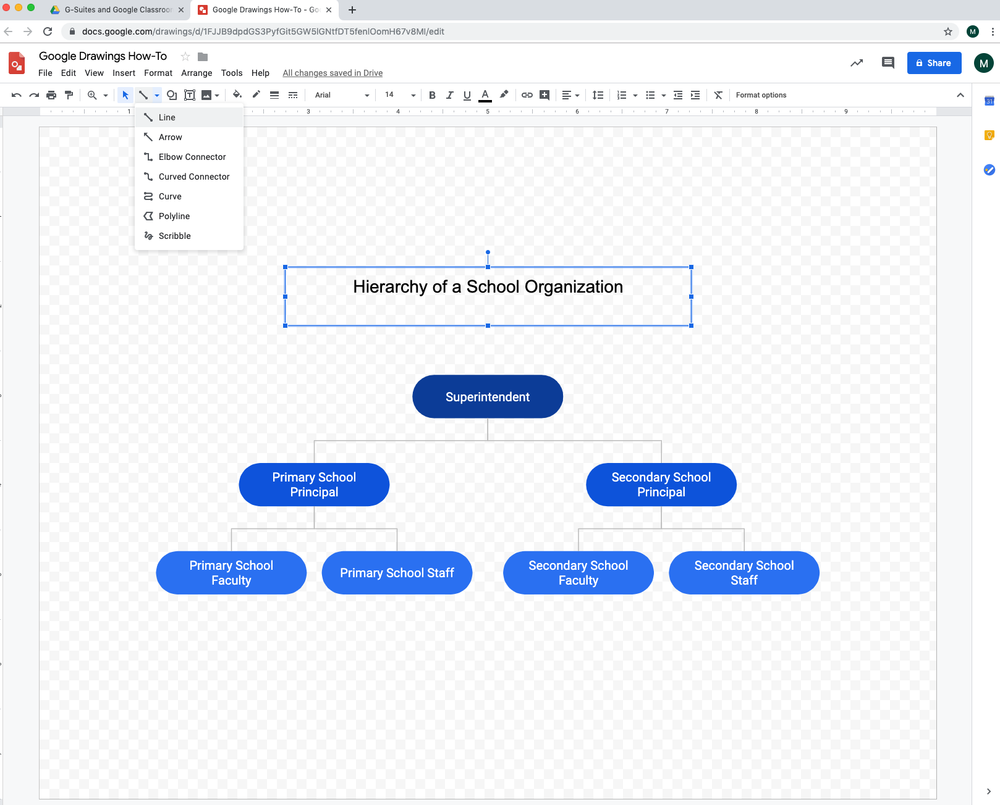 G-Suites and Google Classroom
Google Drawings How-To - Go
docs.google.com/drawings/d/1FJJB9dpdGS3PyfGit5GW5IGNtfDT5fenlOomH67v8MI/edit
M
Google Drawings How-To
Share
M
File Edit View Insert Format Arrange Tools Help All changes saved in Drive
Arial 14 B I U A Format options
31
1 3 4 5 6 7 8 9
Line
Arrow
Elbow Connector
Curved Connector
Curve
Polyline
Scribble
Hierarchy of a School Organization
Superintendent
Primary School
Principal
Secondary School
Principal
Primary School
Faculty
Primary School Staff
Secondary School
Faculty
Secondary School
Staff